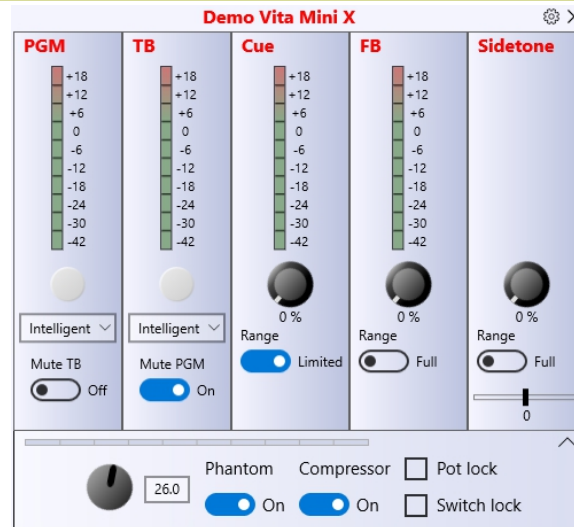 Demo Vita Mini X
PGM
+18
+12
+6
0
-6
-12
-18
-24
-30
-42
Intelligent
Mute TB
Off
TB
+18
+12
+6
0
-6
-12
-18
-24
-30
-42
Intelligent
Mute PGM
On
Cue
+18
+12
+6
0
-6
-12
-18
-24
-30
-42
0 %
Range
Limited
FB
+18
+12
+6
0
-6
-12
-18
-24
-30
-42
0 %
Range
Full
Sidetone
0 %
Range
Full
0
26.0
Phantom
On
Compressor
On
Pot lock
Switch lock